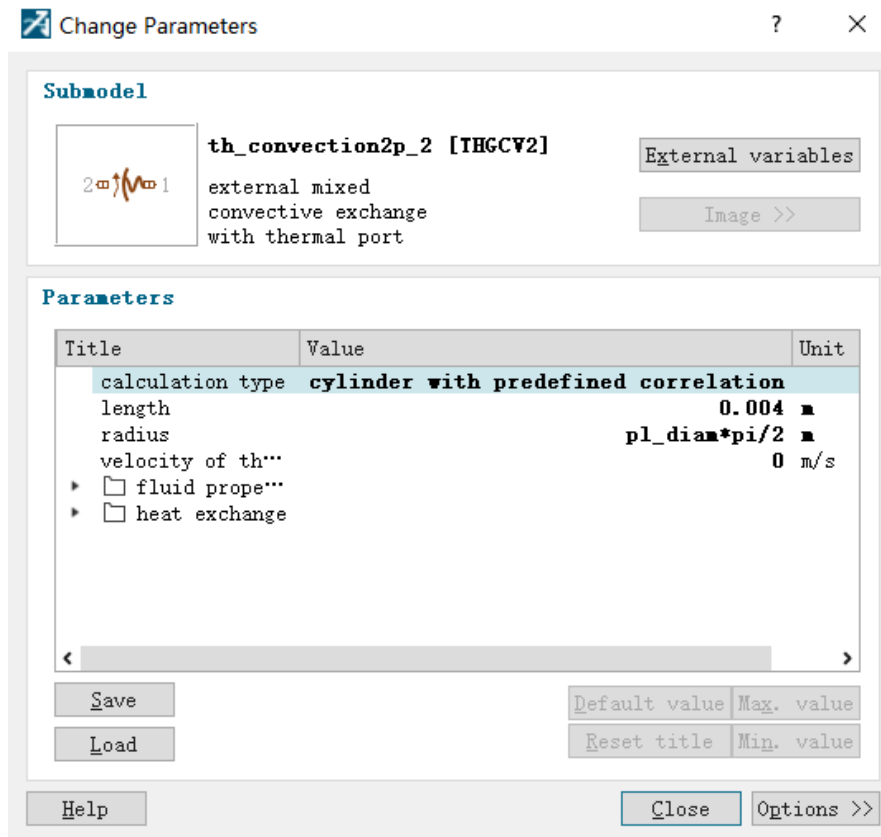 Change Parameters
?
Submodel
th_convection2p_2 [THGCV2]
External variables
2
1
external mixed
convective exchange
with thermal port
Image >>
Parameters
Title Value Unit
calculation type cylinder with predefined correlation
length 0.004 m
radius pl_diam*pi/2 m
velocity of th… 0 m/s
fluid prope…
heat exchange
Save
Default value Max. value
Load
Reset title Min. value
Help Close Options >>